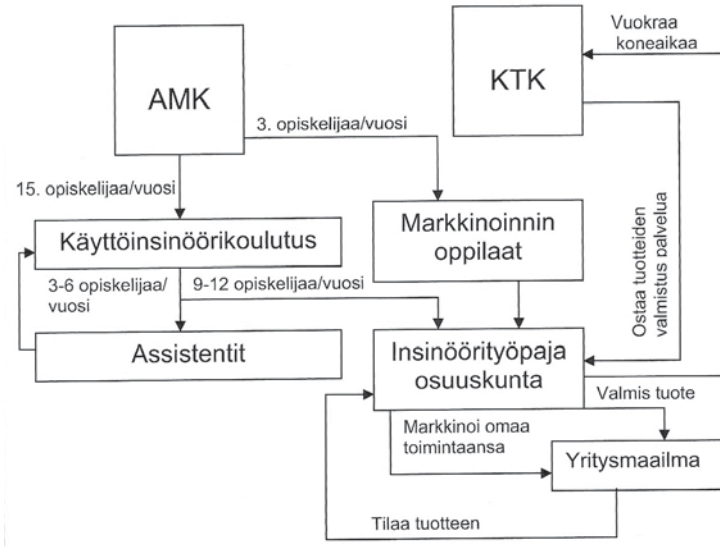 Vuokraa
koneaikaa
AMK
KTK
3. opiskelijaa/vuosi
15. opiskelijaa/vuosi
Käyttöinsinöörikoulutus
Markkinoinnin
oppilaat
Ostaa tuotteiden
valmistus palvelua
3-6 opiskelijaa/
vuosi
9-12 opiskelijaa/vuosi
Assistentit
Insinöörityöpaja
osuuskunta
Valmis tuote
Markkinoi omaa
toimintaansa
Yritysmaailma
Tilaa tuotteen